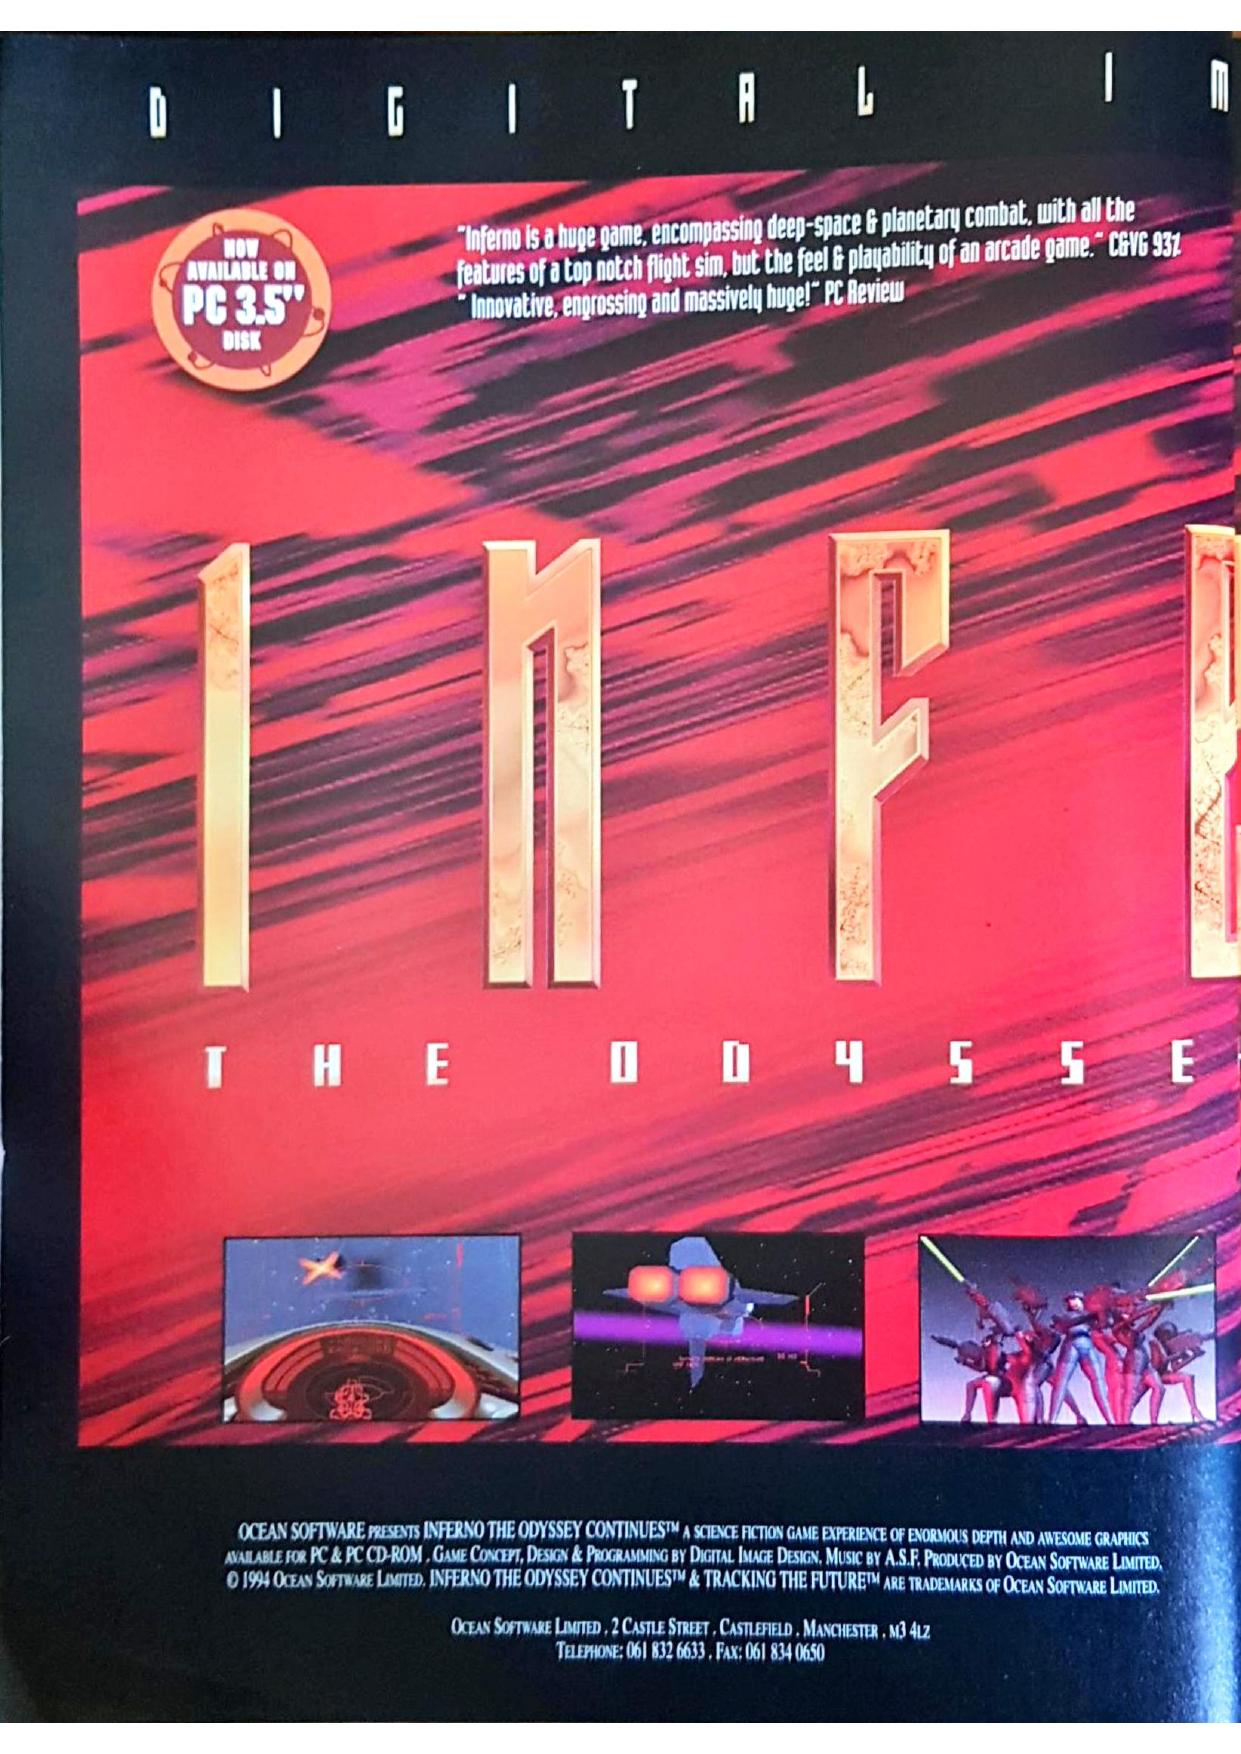 DIGITAL IM
NOW
AVAILABLE ON
PC 3.5"
DISK
"Inferno is a huge game, encompassing deep-space & planetary combat, with all the
features of a top notch flight sim, but the feel & playability of an arcade game." C&VG 93%
" Innovative, engrossing and massively huge!" PC Review
INFE
THE ODYSSE
OCEAN SOFTWARE PRESENTS INFERNO THE ODYSSEY CONTINUES™ A SCIENCE FICTION GAME EXPERIENCE OF ENORMOUS DEPTH AND AWESOME GRAPHICS
AVAILABLE FOR PC & PC CD-ROM . GAME CONCEPT, DESIGN & PROGRAMMING BY DIGITAL IMAGE DESIGN. MUSIC BY A.S.F. PRODUCED BY OCEAN SOFTWARE LIMITED.
© 1994 OCEAN SOFTWARE LIMITED. INFERNO THE ODYSSEY CONTINUES™ & TRACKING THE FUTURE™ ARE TRADEMARKS OF OCEAN SOFTWARE LIMITED.
OCEAN SOFTWARE LIMITED . 2 CASTLE STREET . CASTLEFIELD . MANCHESTER . M3 4LZ
TELEPHONE: 061 832 6633 . FAX: 061 834 0650